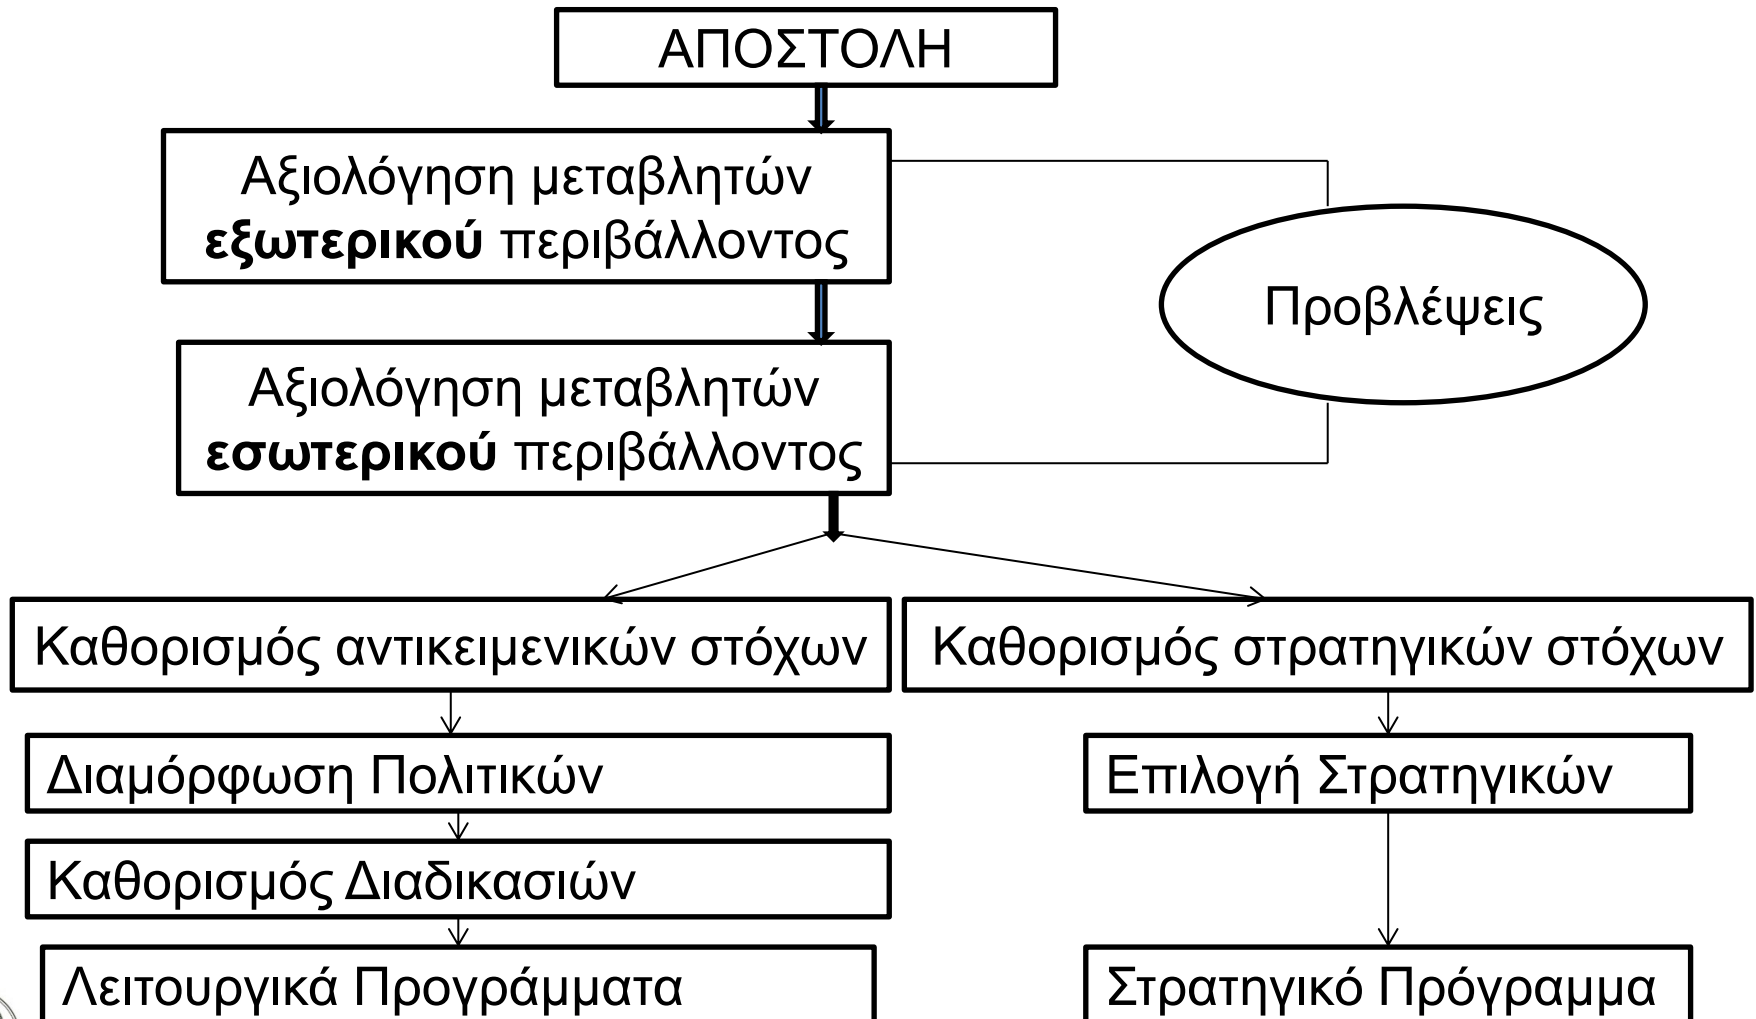 ΑΠΟΣΤΟΛΗ
Αξιολόγηση μεταβλητών
εξωτερικού περιβάλλοντος
Προβλέψεις
Αξιολόγηση μεταβλητών
εσωτερικού περιβάλλοντος
Καθορισμός αντικειμενικών στόχων
Καθορισμός στρατηγικών στόχων
Διαμόρφωση Πολιτικών
Επιλογή Στρατηγικών
Καθορισμός Διαδικασιών
Λειτουργικά Προγράμματα
Στρατηγικό Πρόγραμμα